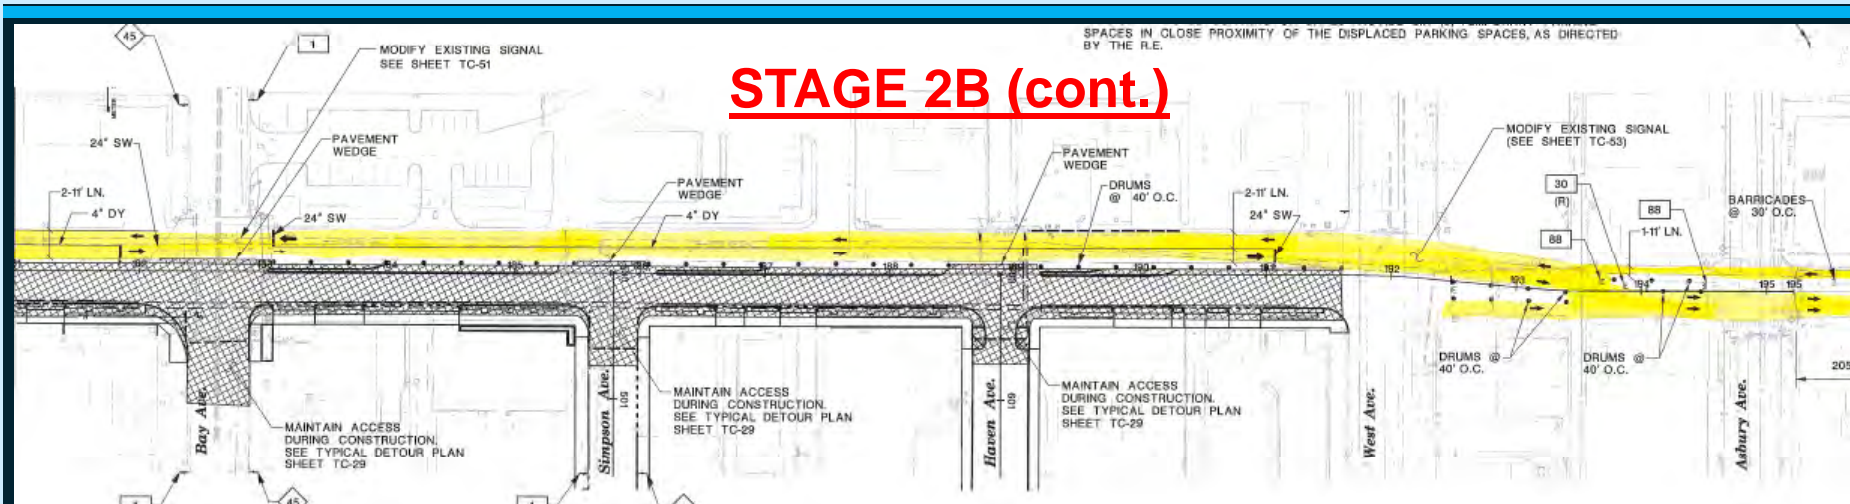 SPACES IN CLOSE PROXIMITY OF THE DISPLACED PARKING SPACES, AS DIRECTED
BY THE R.E.
STAGE 2B (cont.)
45
1
MODIFY EXISTING SIGNAL
SEE SHEET TC-51
24" SW
PAVEMENT
WEDGE
2-11' LN.
4" DY
24" SW
PAVEMENT
WEDGE
4" DY
PAVEMENT
WEDGE
DRUMS
@ 40' O.C.
2-11' LN.
24" SW
MODIFY EXISTING SIGNAL
(SEE SHEET TC-53)
30
(R)
88
68
1-11' LN.
BARRICADES
@ 30' O.C.
188
190
192
193
194
195
195
DRUMS @
40' O.C.
DRUMS @
40' O.C.
205
MAINTAIN ACCESS
DURING CONSTRUCTION.
SEE TYPICAL DETOUR PLAN
SHEET TC-29
MAINTAIN ACCESS
DURING CONSTRUCTION.
SEE TYPICAL DETOUR PLAN
SHEET TC-29
MAINTAIN ACCESS
DURING CONSTRUCTION.
SEE TYPICAL DETOUR PLAN
SHEET TC-29
Bay Ave.
Simpson Ave.
501
Haven Ave.
601
West Ave.
Asbury Ave.
45